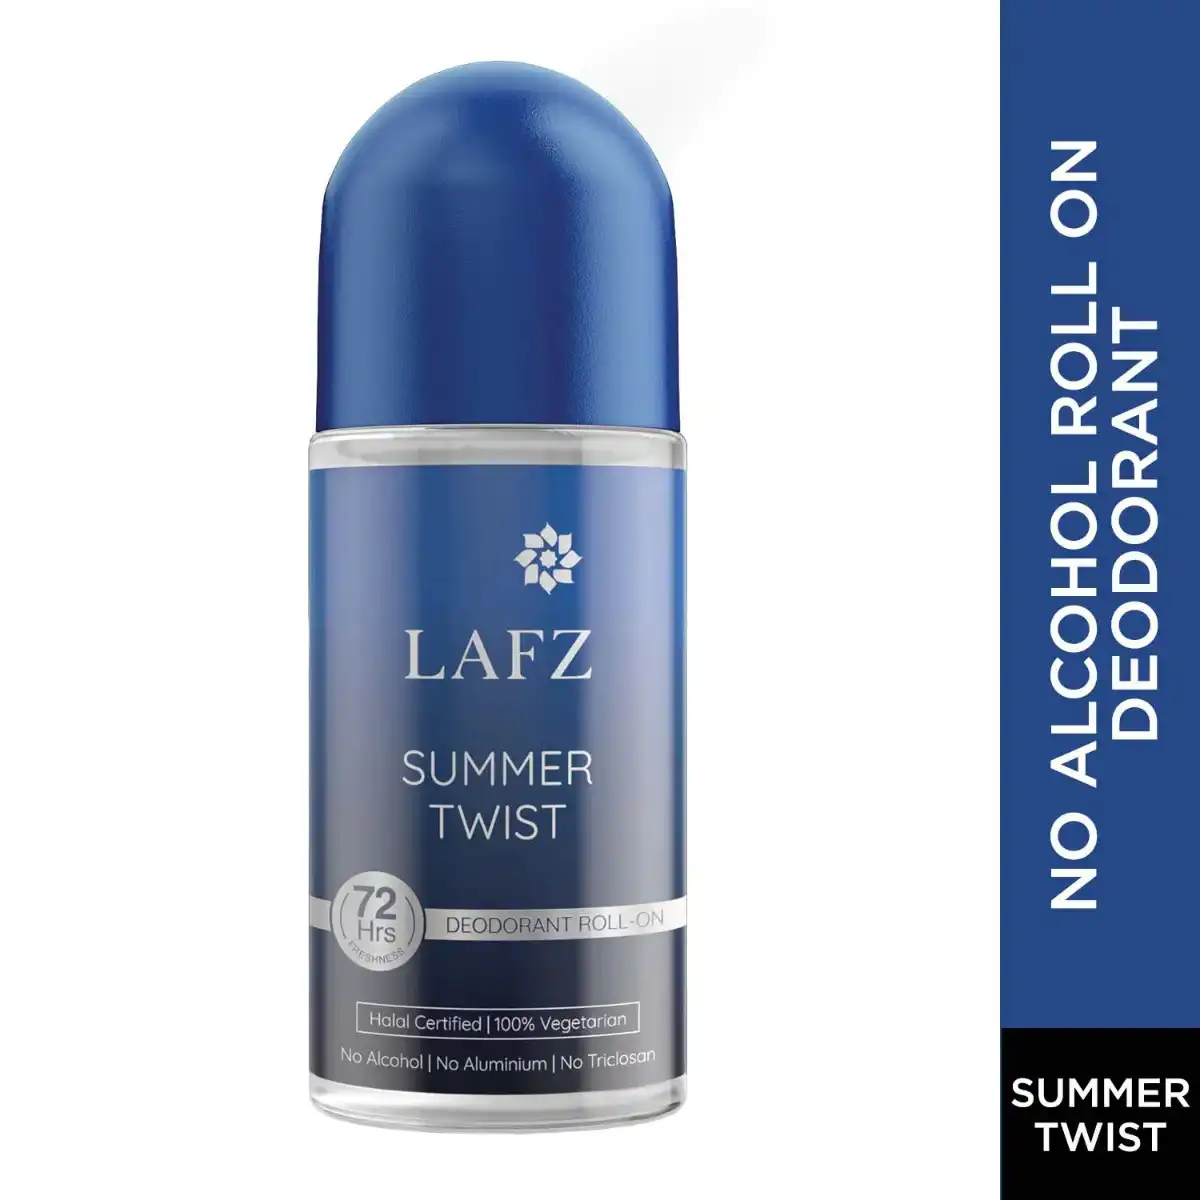 LAFZ
SUMMER
TWIST
72
Hrs
FRESHNESS
DEODORANT ROLL-ON
Halal Certified | 100% Vegetarian
No Alcohol | No Aluminium | No Triclosan
NO ALCOHOL ROLL ON
DEODORANT
SUMMER
TWIST